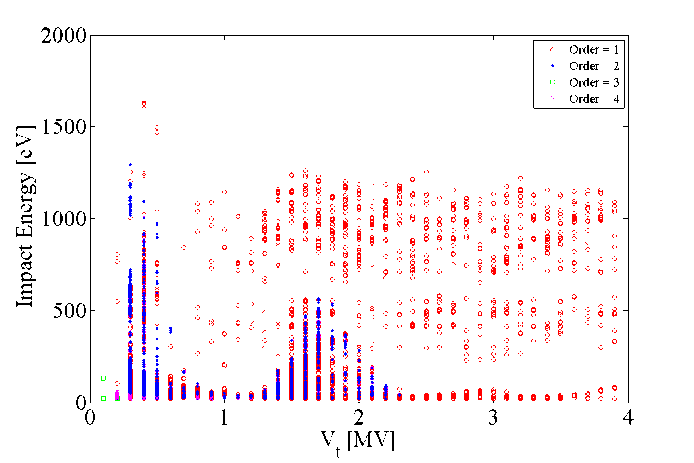 2000
1500
1000
500
0
Impact Energy [eV]
0
1
2
3
4
V_t [MV]
Order = 1
Order 2
Order = 3
Order 4